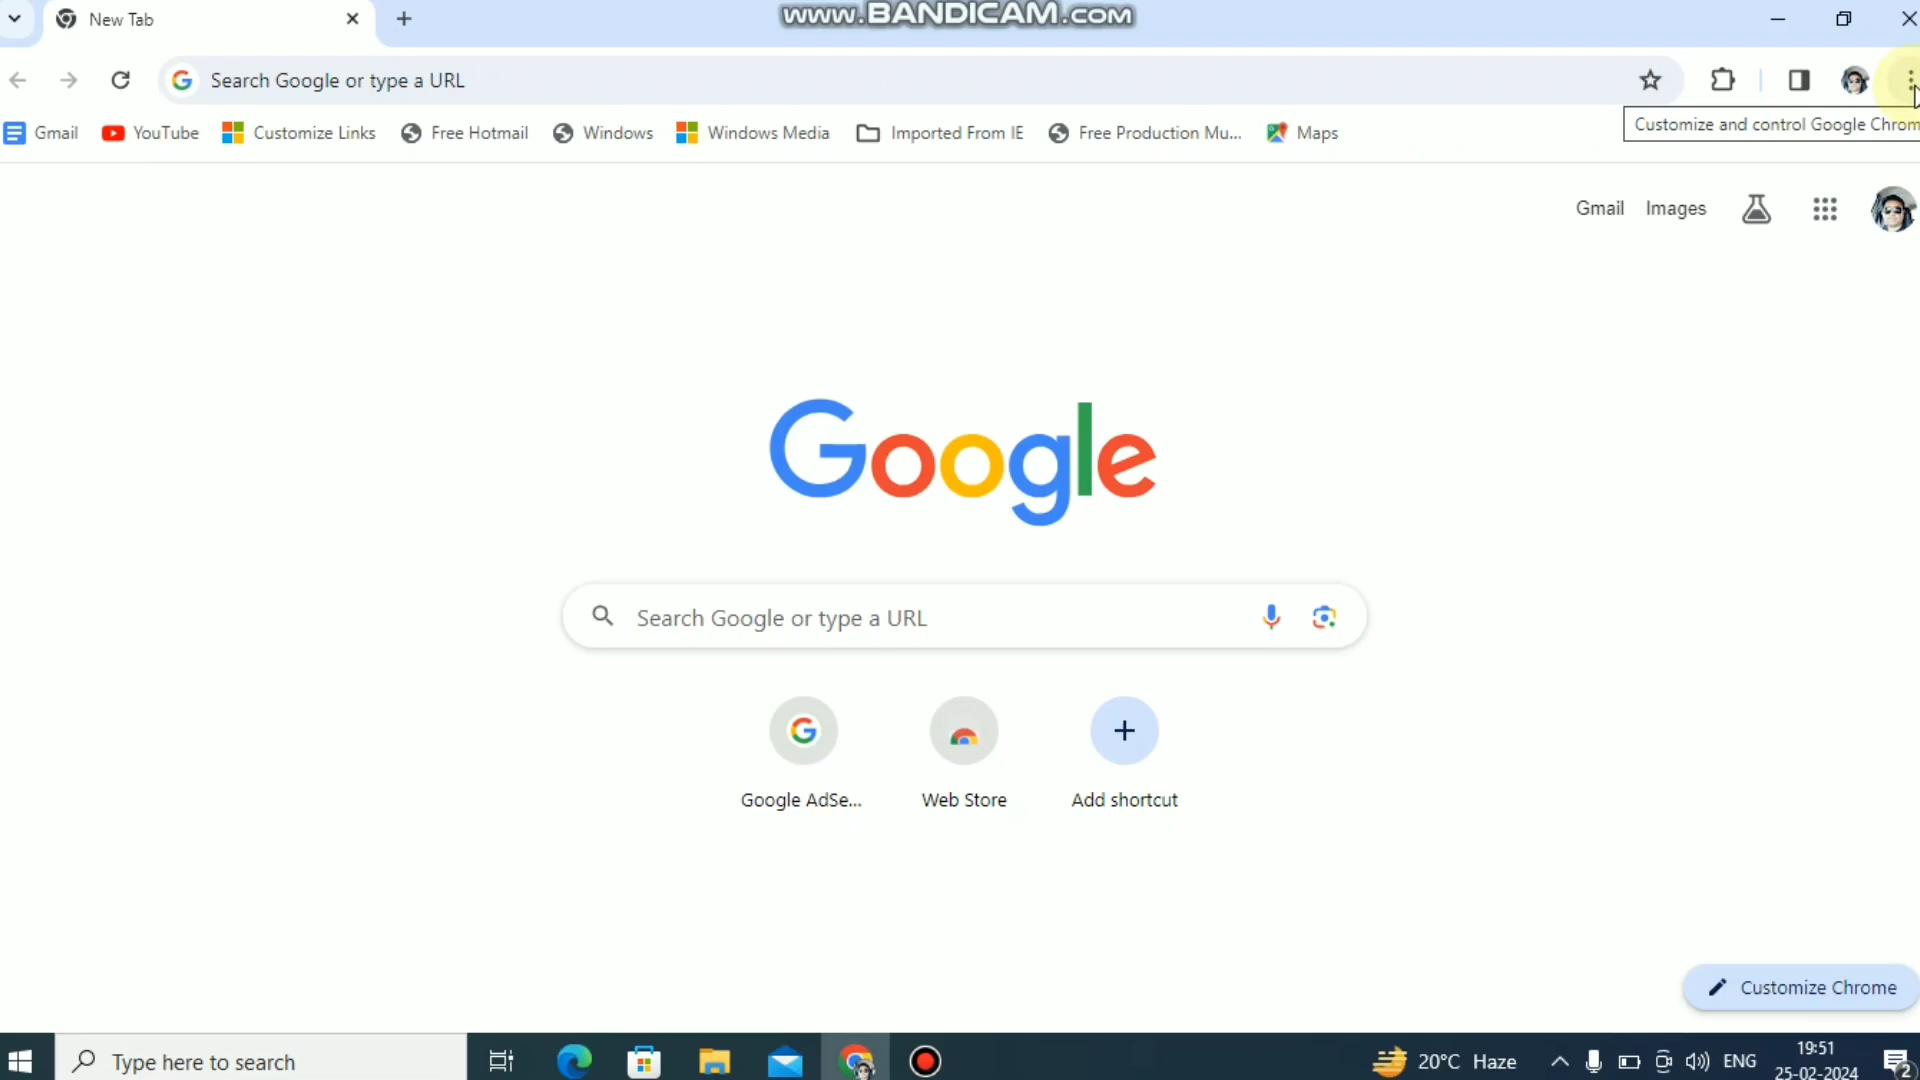 New Tab
www.BANDICAM.com
Search Google or type a URL
Customize and control Google Chrom
Gmail YouTube Customize Links Free Hotmail Windows Windows Media Imported From IE Free Production Mu... Maps
Gmail Images
Google
Search Google or type a URL
Google AdSe... Web Store Add shortcut
Customize Chrome
Type here to search
20°C Haze
ENG
19:51
25-02-2024
2